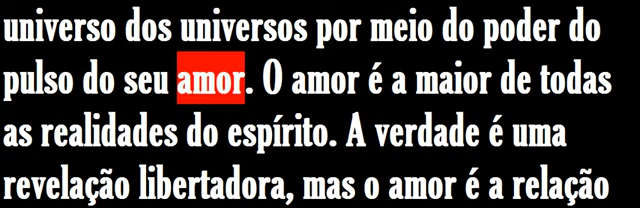 universo dos universos por meio do poder do
pulso do seu amor. O amor é a maior de todas
as realidades do espírito. A verdade é uma
revelação libertadora, mas o amor é a relação